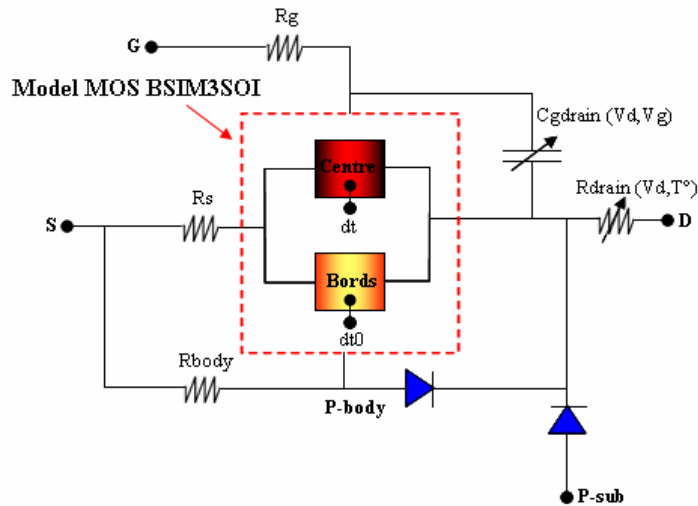 Rg
G
Model MOS BSIM3SOI
Cgdrain (Vd,Vg)
Centre
Rdrain (Vd,T°)
Rs
dt
S
D
Bords
dt0
Rbody
P-body
P-sub